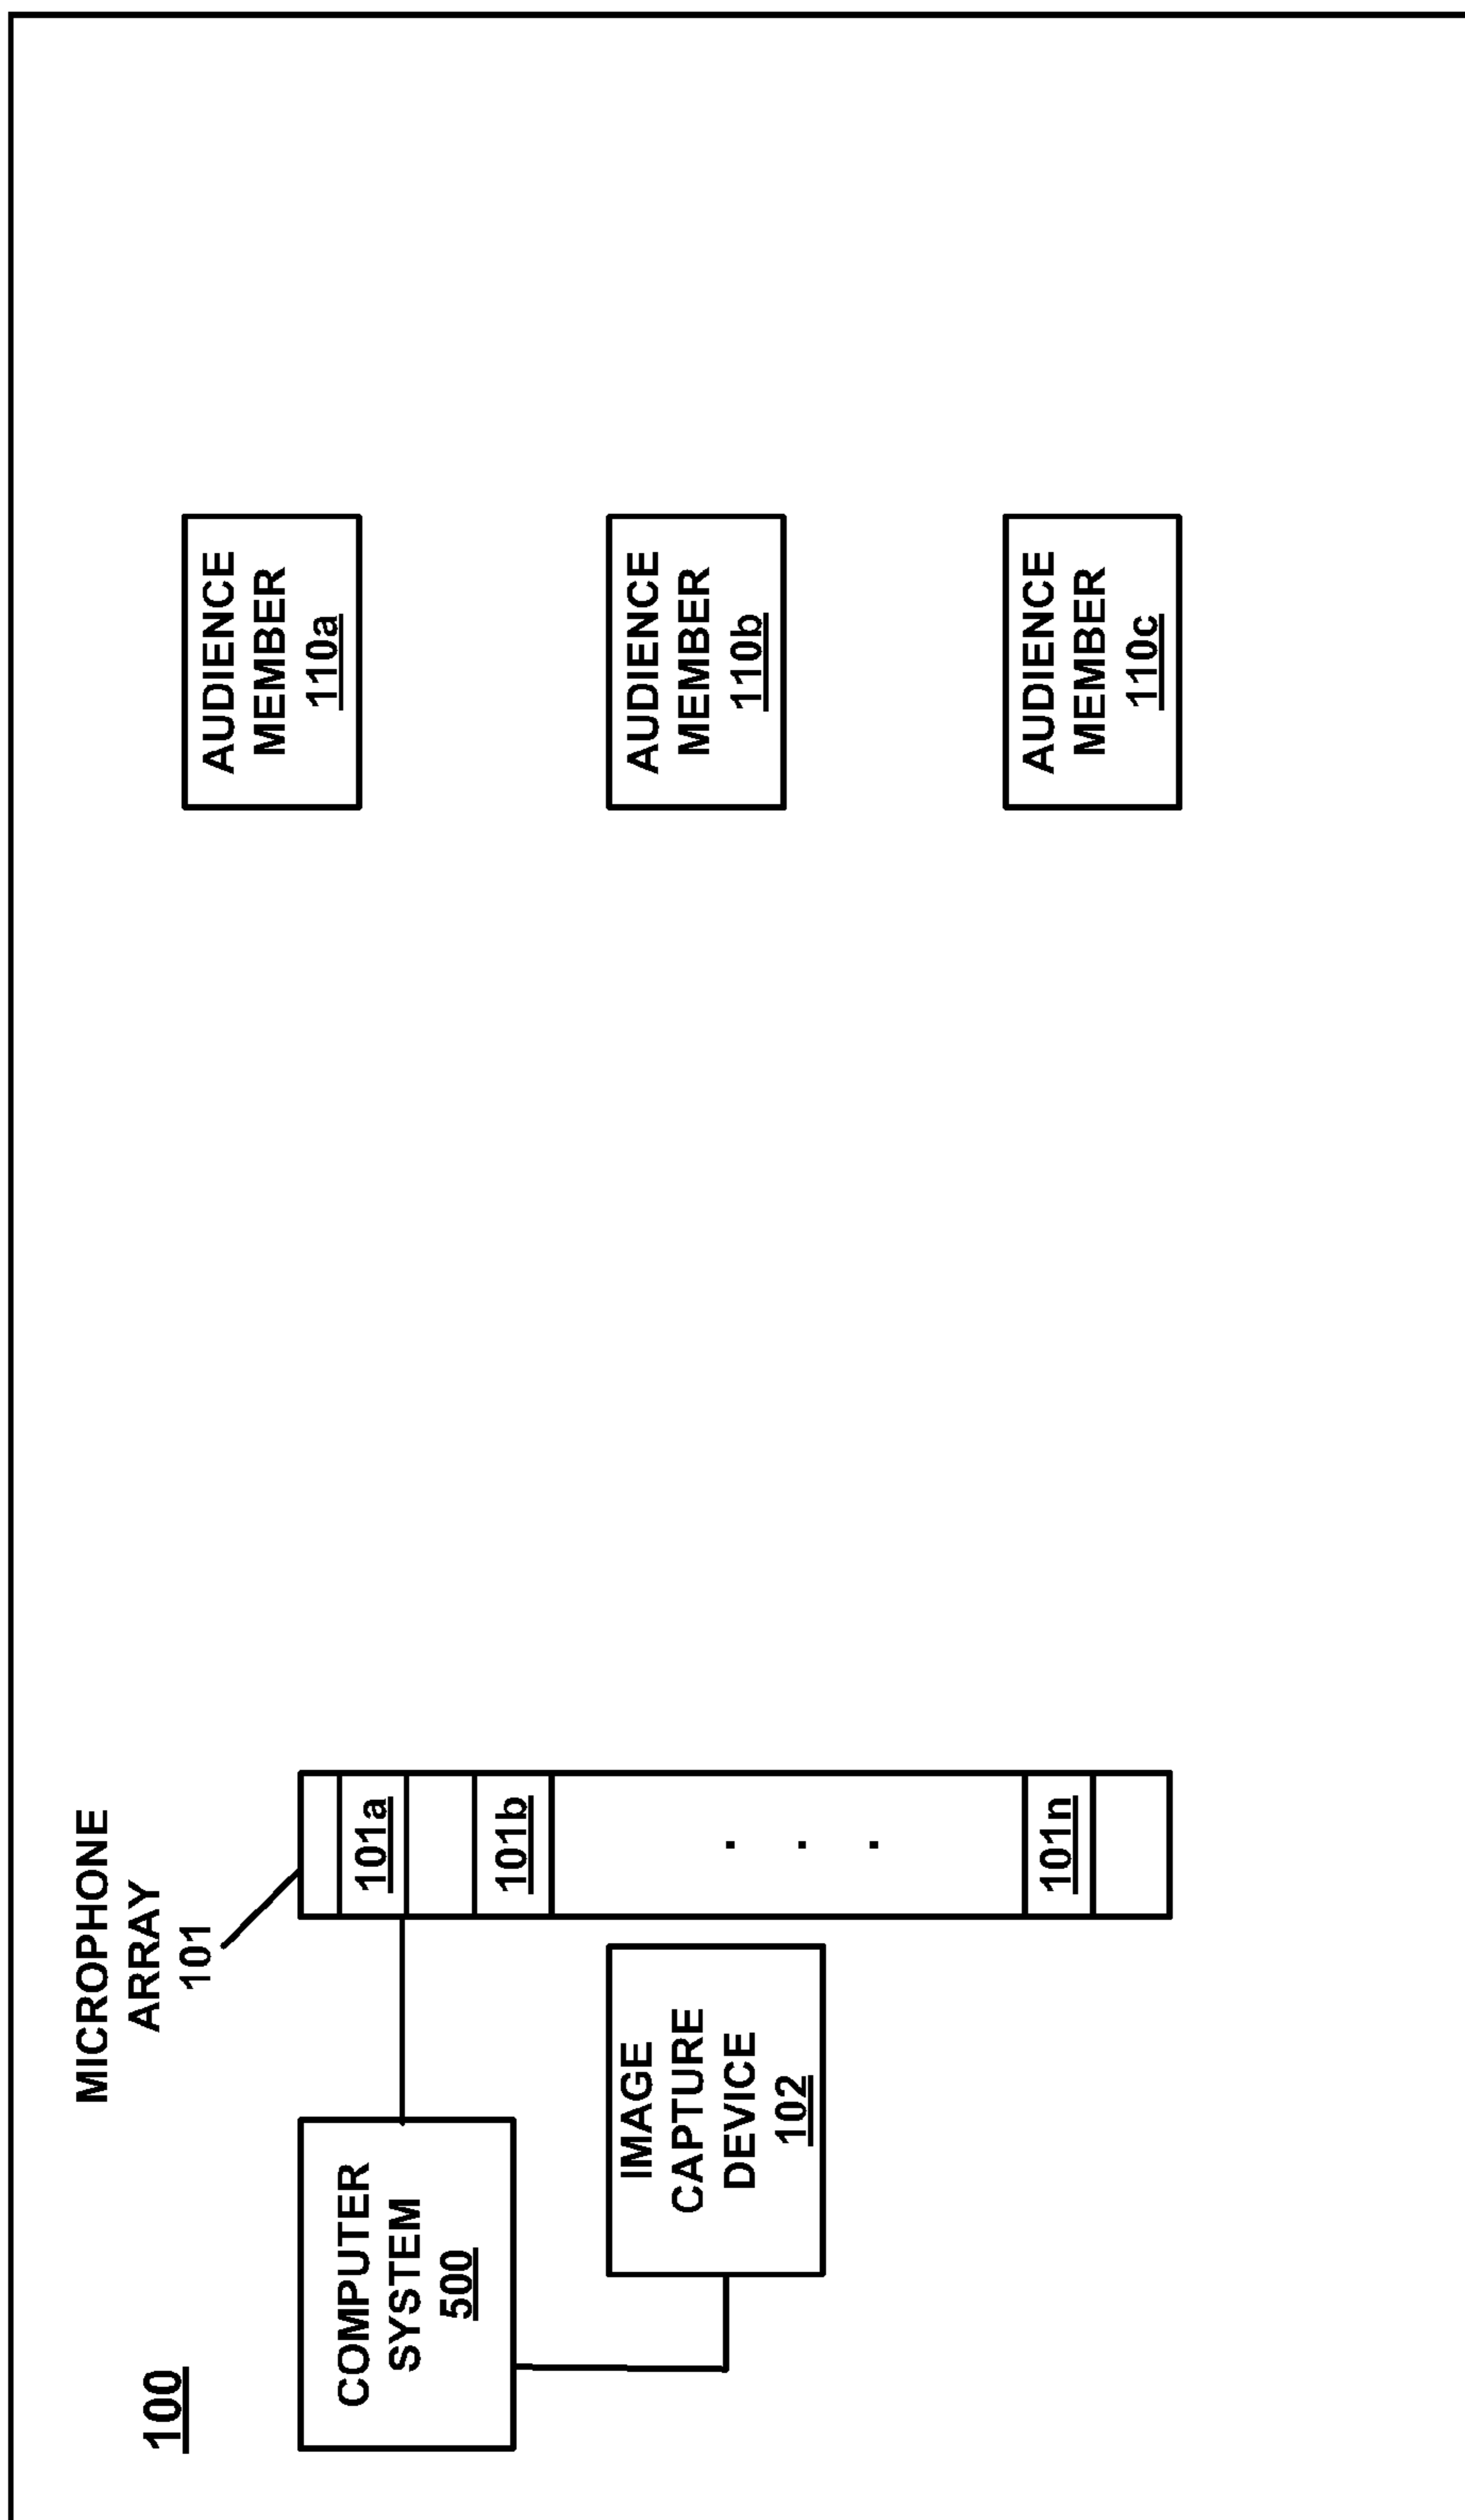 100
MICROPHONE
ARRAY
101
COMPUTER
SYSTEM
500
IMAGE
CAPTURE
DEVICE
102
101a
101b
101n
AUDIENCE
MEMBER
110a
AUDIENCE
MEMBER
110b
AUDIENCE
MEMBER
110c